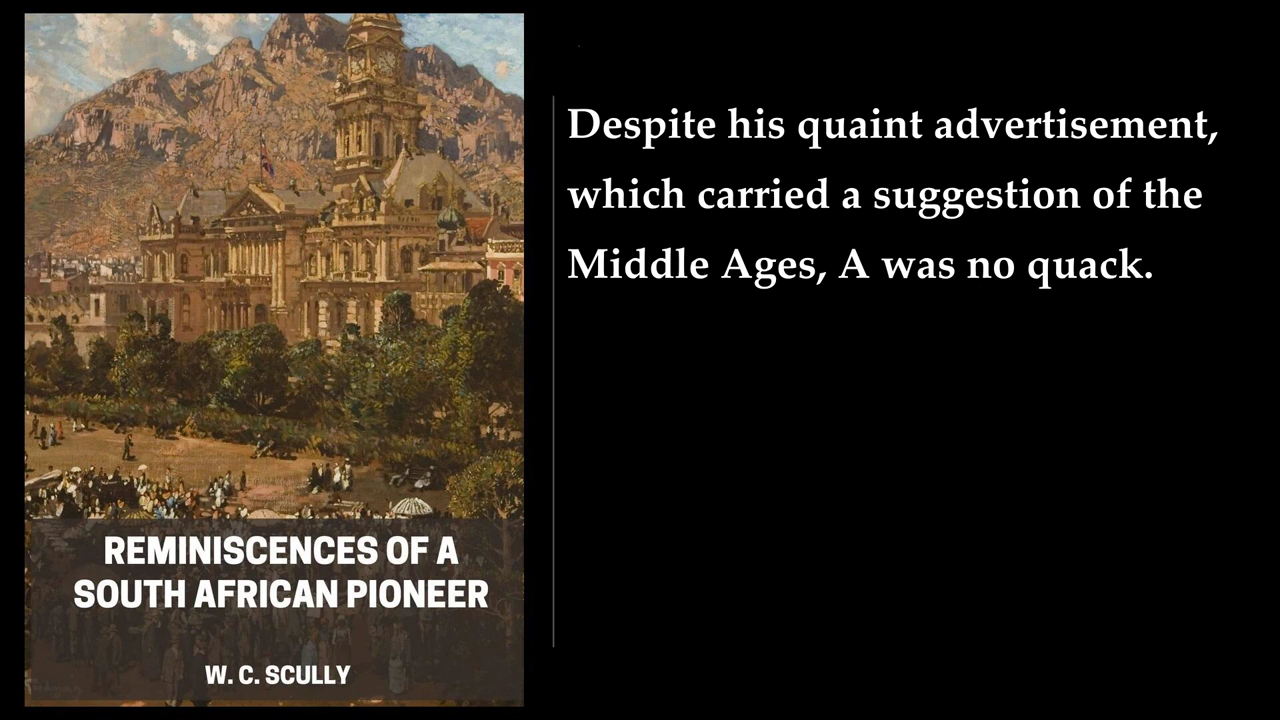 Despite his quaint advertisement,
which carried a suggestion of the
Middle Ages, A was no quack.
REMINISCENCES OF A
SOUTH AFRICAN PIONEER
W. C. SCULLY